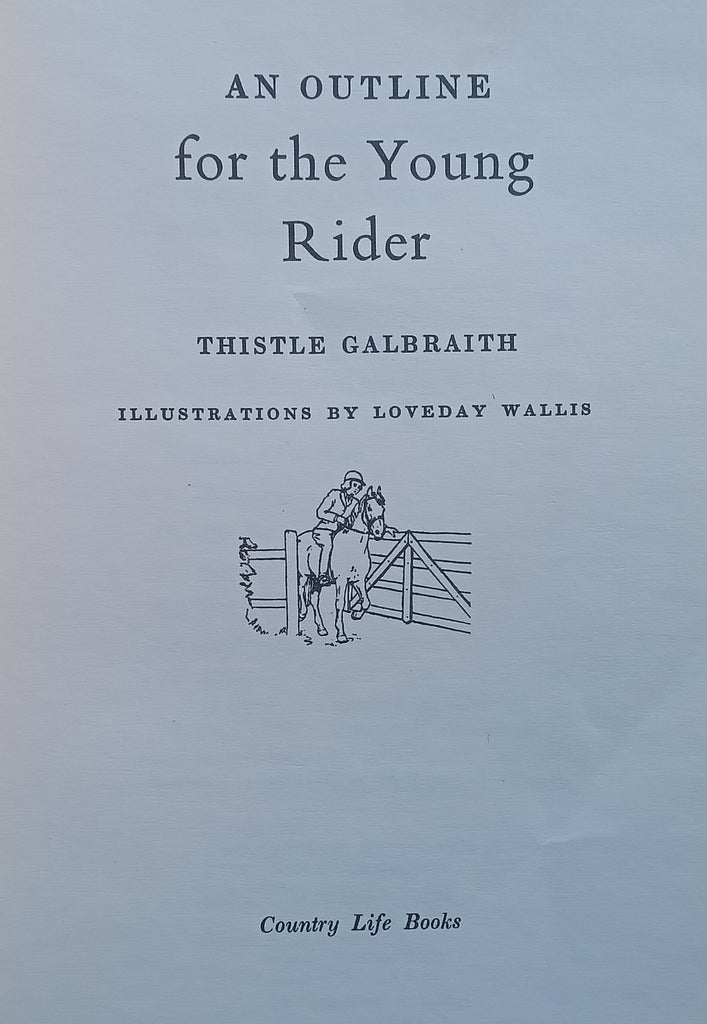 AN OUTLINE
for the Young
Rider
THISTLE GALBRAITH
ILLUSTRATIONS BY LOVEDAY WALLIS
Country Life Books